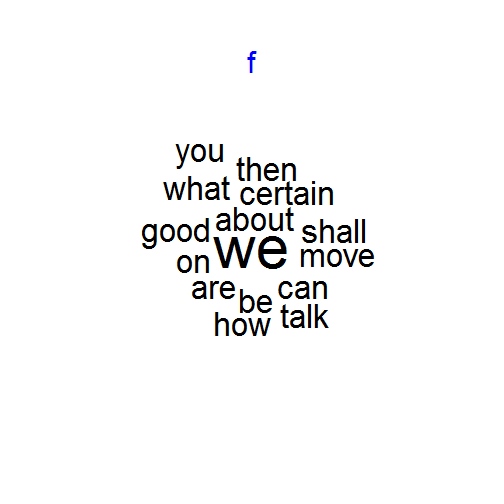 f
you then
what certain
good about shall
on we move
are be can
how talk